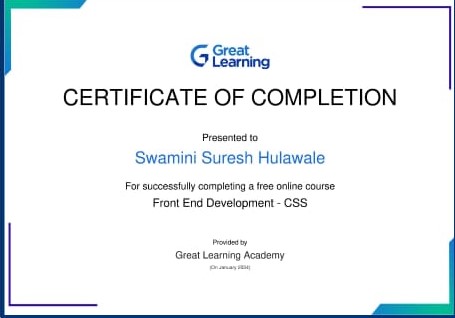 Great
Learning
CERTIFICATE OF COMPLETION
Presented to
Swamini Suresh Hulawale
For successfully completing a free online course
Front End Development - CSS
Provided by
Great Learning Academy
(On January 2024)